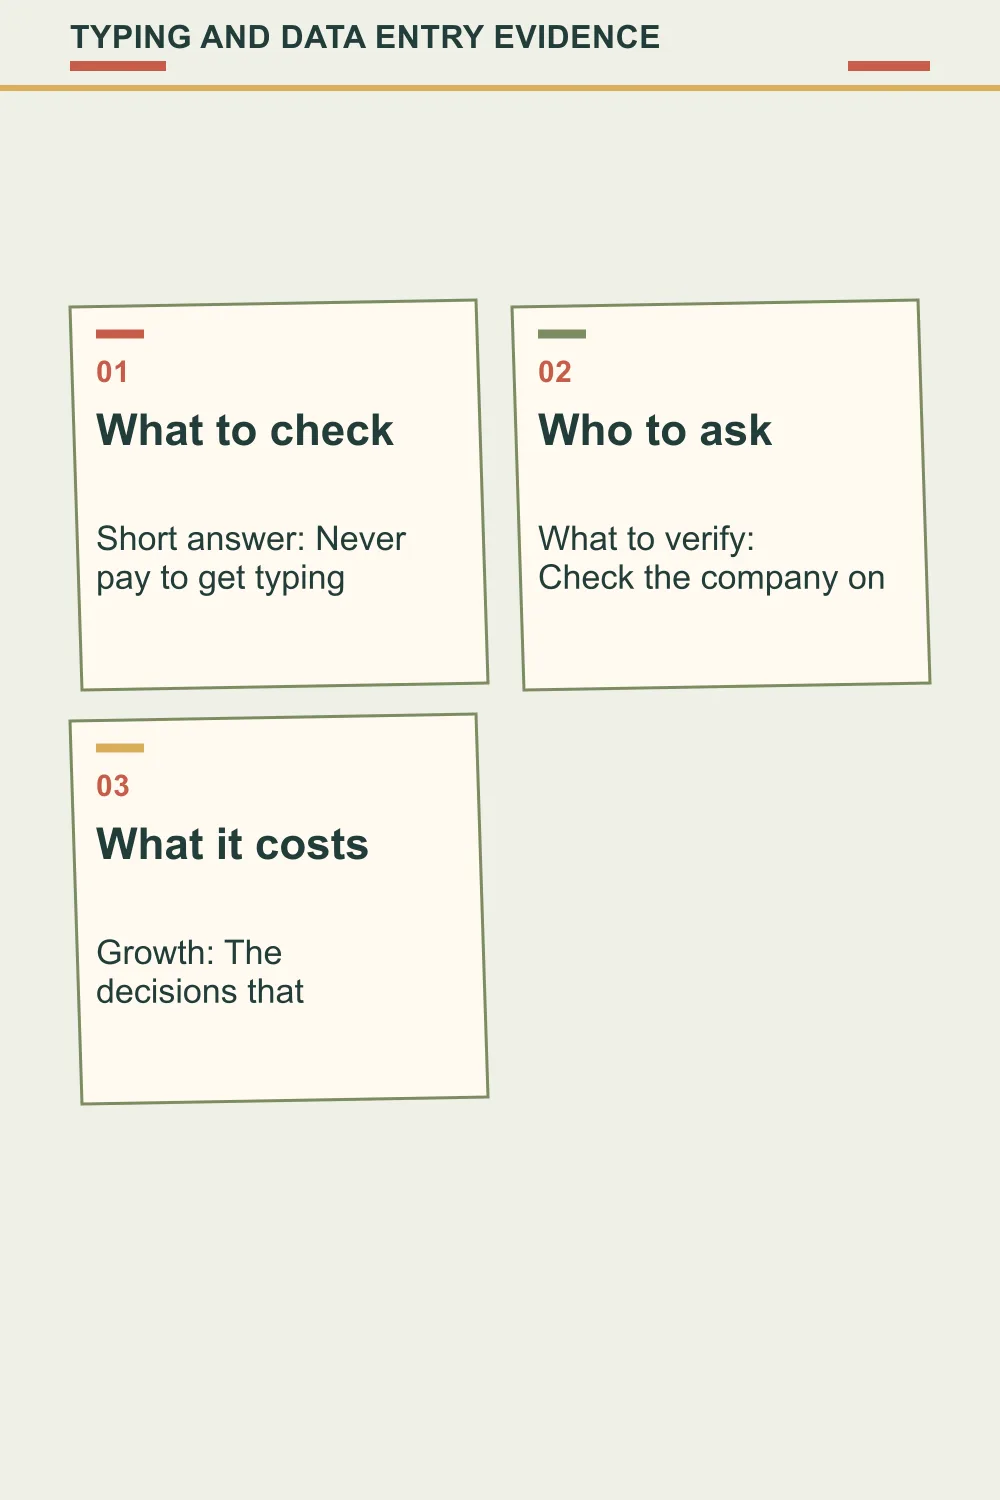 TYPING AND DATA ENTRY EVIDENCE
01
What to check
Short answer: Never
pay to get typing
02
Who to ask
What to verify:
Check the company on
03
What it costs
Growth: The
decisions that